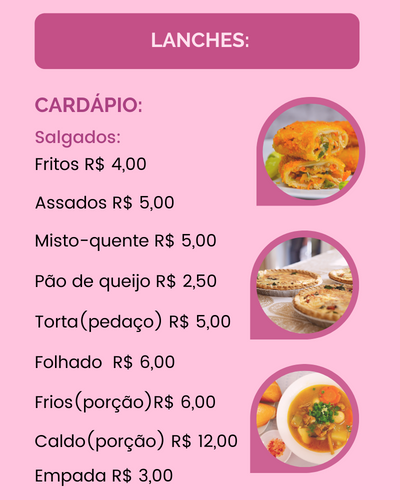 LANCHES:
CARDÁPIO:
Salgados:
Fritos R$ 4,00
Assados R$ 5,00
Misto-quente R$ 5,00
Pão de queijo R$ 2,50
Torta(pedaço) R$ 5,00
Folhado R$ 6,00
Frios(porção)R$ 6,00
Caldo(porção) R$ 12,00
Empada R$ 3,00